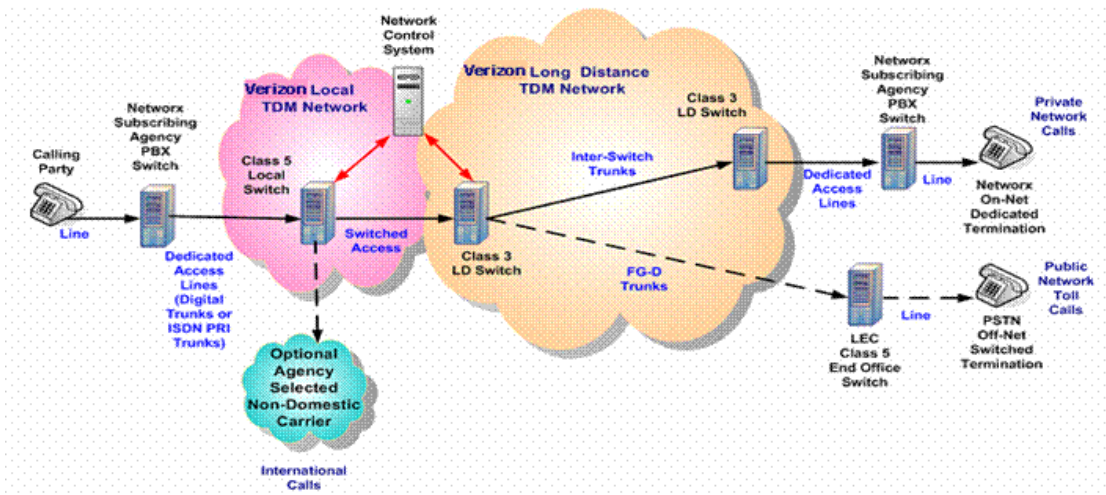 Network
Control
System
Verizon Local
TDM Network
Verizon Long Distance
TDM Network
Networx
Subscribing
Agency
PBX
Switch
Calling
Party
Line
Dedicated
Access
Lines
(Digital
Trunks or
ISDN PRI
Trunks)
Class 5
Local
Switch
Switched
Access
Class 3
LD Switch
Inter-Switch
Trunks
FG-D
Trunks
Class 3
LD Switch
Dedicated
Access
Lines
Networx
Subscribing
Agency
PBX
Switch
Line
Private
Network
Calls
Networx
On-Net
Dedicated
Termination
LEC
Class 5
End Office
Switch
Line
Public
Network
Toll
Calls
PSTN
Off-Net
Switched
Termination
Optional
Agency
Selected
Non-Domestic
Carrier
International
Calls